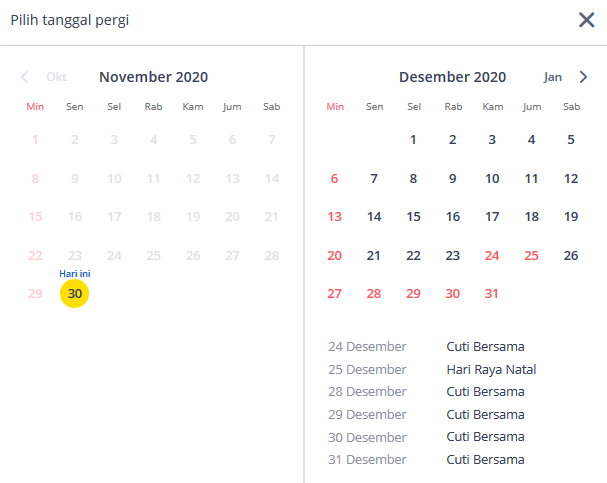 Pilih tanggal pergi
Okt
November 2020
Min Sen Sel Rab Kam Jum Sab
1 2 3 4 5 6 7
8 9 10 11 12 13 14
15 16 17 18 19 20 21
22 23 24 25 26 27 28
Hari ini
29 30
Desember 2020
Jan
Min Sen Sel Rab Kam Jum Sab
1 2 3 4 5
6 7 8 9 10 11 12
13 14 15 16 17 18 19
20 21 22 23 24 25 26
27 28 29 30 31
24 Desember Cuti Bersama
25 Desember Hari Raya Natal
28 Desember Cuti Bersama
29 Desember Cuti Bersama
30 Desember Cuti Bersama
31 Desember Cuti Bersama